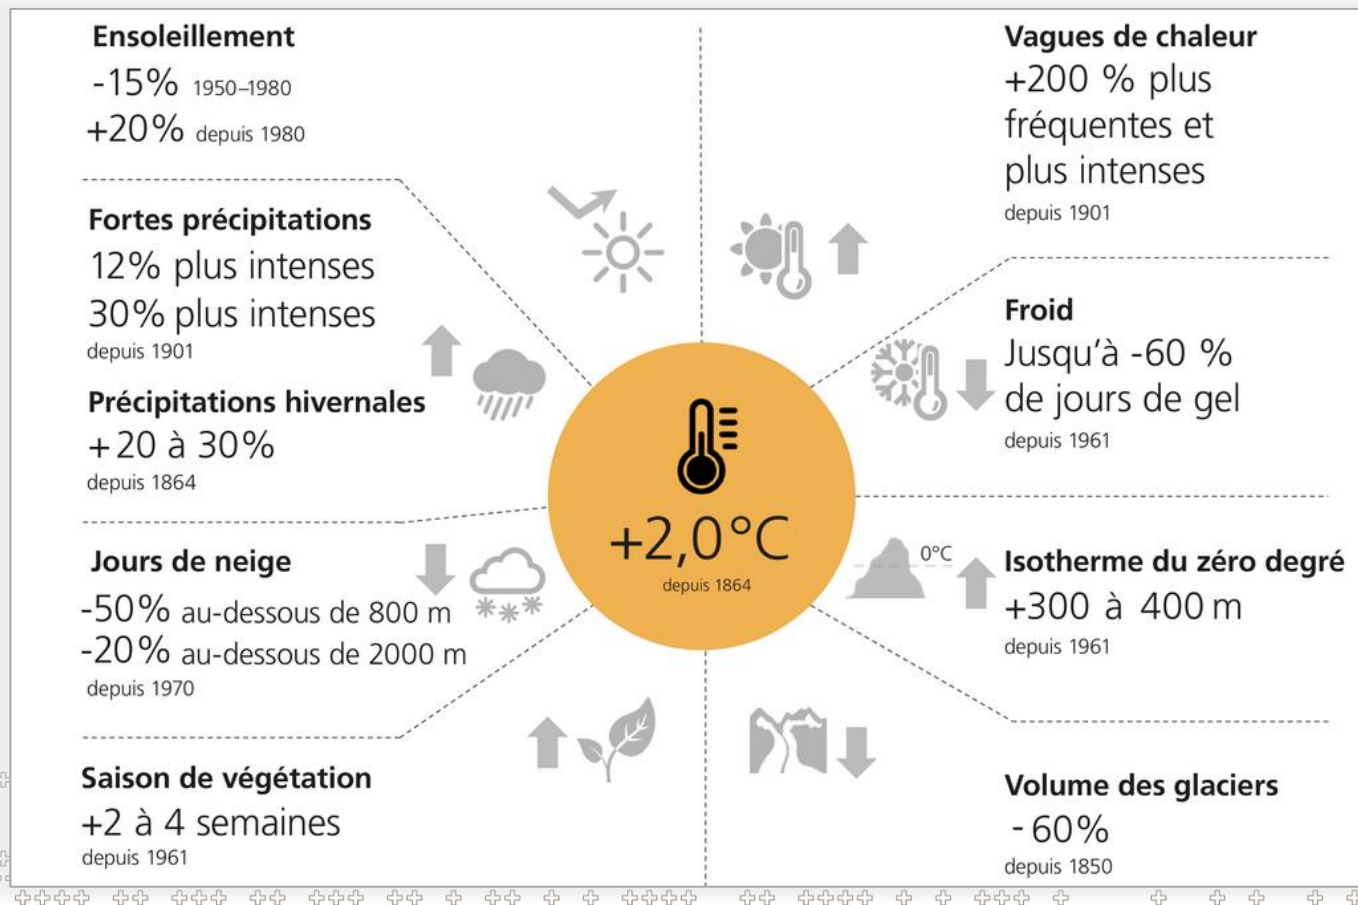 Ensoleillement
-15% 1950–1980
+20% depuis 1980
Fortes précipitations
12% plus intenses
30% plus intenses
depuis 1901
Précipitations hivernales
+20 à 30%
depuis 1864
Jours de neige
-50% au-dessous de 800 m
-20% au-dessous de 2000 m
depuis 1970
Saison de végétation
+2 à 4 semaines
depuis 1961
+2,0°C
depuis 1864
Vagues de chaleur
+200 % plus
fréquentes et
plus intenses
depuis 1901
Froid
Jusqu'à -60 %
de jours de gel
depuis 1961
0°C
Isotherme du zéro degré
+300 à 400 m
depuis 1961
Volume des glaciers
-60%
depuis 1850